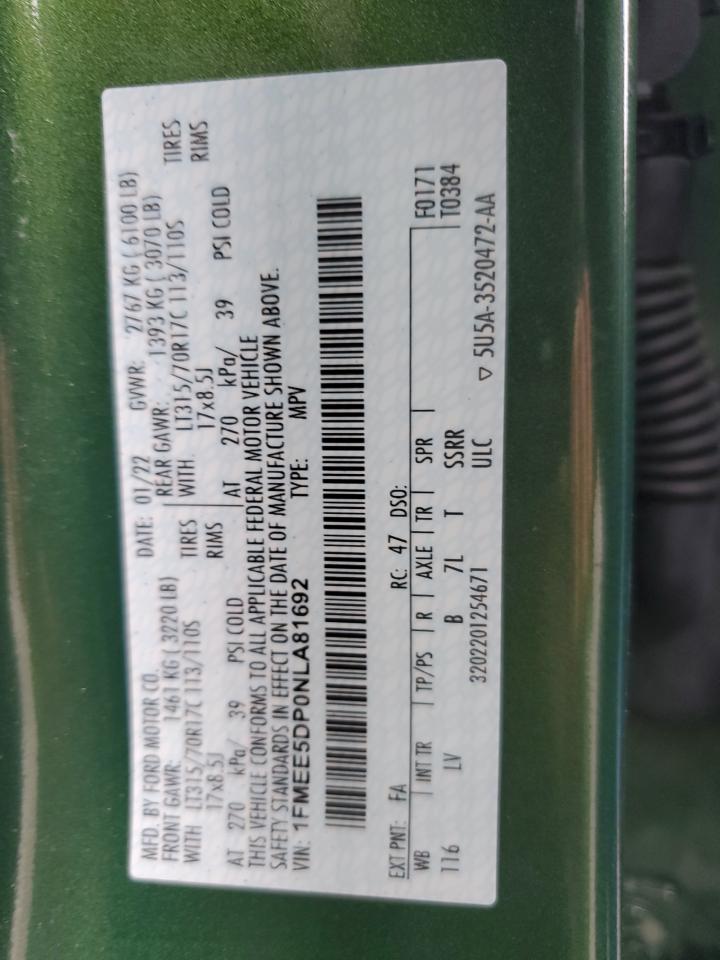 MFD. BY FORD MOTOR CO. DATE: 01/22 GVWR: 2767 KG ( 6100 LB)
FRONT GAWR: 1461 KG ( 3220 LB) REAR GAWR: 1393 KG ( 3070 LB)
WITH LT315/70R17C 113/110S TIRES WITH. LT315/70R17C 113/110S TIRES
17x8.5J RIMS 17x8.5J RIMS
AT 270 kPa/ 39 PSI COLD AT 270 kPa/ 39 PSI COLD
THIS VEHICLE CONFORMS TO ALL APPLICABLE FEDERAL MOTOR VEHICLE
SAFETY STANDARDS IN EFFECT ON THE DATE OF MANUFACTURE SHOWN ABOVE.
VIN: 1FMEE5DP0NLA81692 TYPE: MPV
EXT PNT: FA RC: 47 DSO: F0171
WB INT TR TP/PS R AXLE TR SPR T0384
116 LV B 7L T SSRR
3202201254671 ULC ▽ 5U5A-3520472-AA